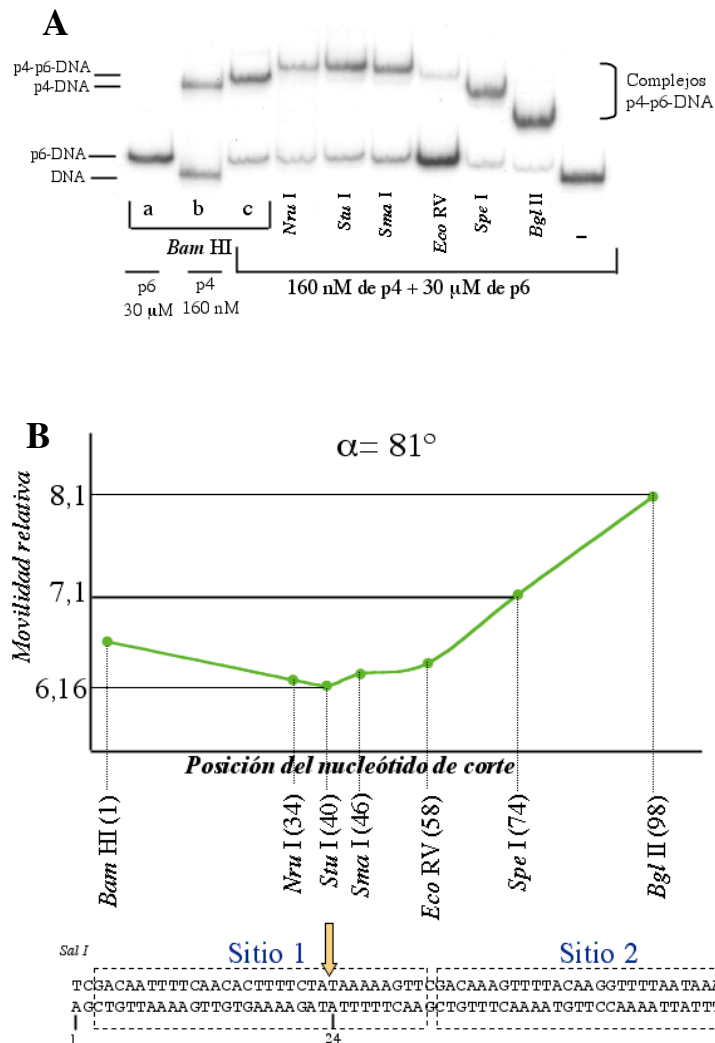 A
p4-p6-DNA
p4-DNA
p6-DNA
DNA
Complejos
p4-p6-DNA
a b c Nru I Stu I Sma I Eco RV Spe I Bgl II –
Bam HI
p6
30 µM
p4
160 nM
160 nM de p4 + 30 µM de p6
B
α= 81°
Movilidad relativa
8,1
7,1
6,16
Posición del nucleótido de corte
Bam HI (1)
Nru I (34)
Stu I (40)
Sma I (46)
Eco RV (58)
Spe I (74)
Bgl II (98)
Sal I
Sitio 1 Sitio 2
TCGACAATTTTCAACACTTTTCTATAAAAAGTTCGACAAAGTTTTACAAGGTTTTAATAAA
AGCTGTTAAAAGTTGTGAAAAGATATTTTTCAAGCTGTTTCAAAATGTTCCAAAATTATTT
1 24